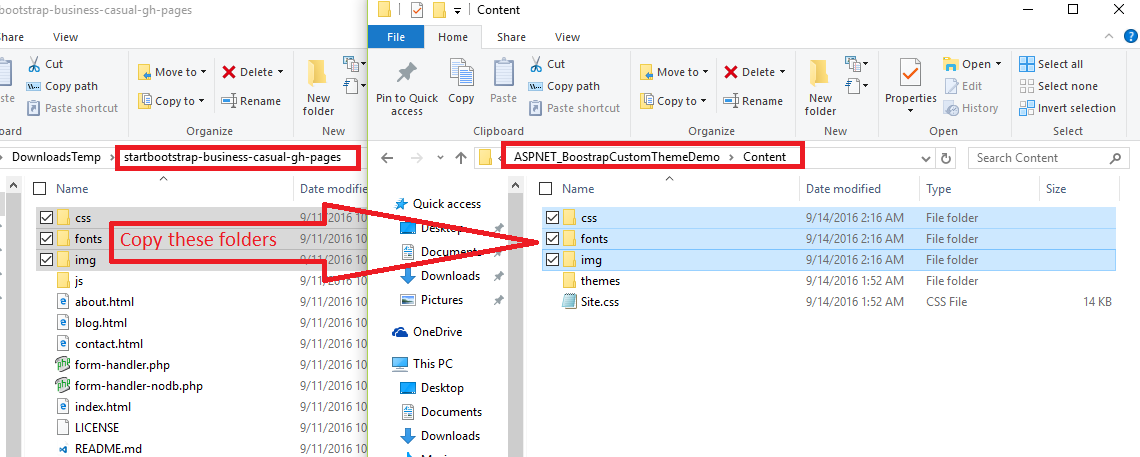 bootstrap-business-casual-gh-pages
hare View
Cut
Copy path
Paste shortcut
aste
board
Move to
Copy to
Delete
Rename
Organize
New
folder
New
DownloadsTemp startbootstrap-business-casual-gh-pages
Name Date modified
css 9/11/2016 10
fonts 9/11/2016 10
img 9/11/2016 10
js 9/11/2016 10
about.html 9/11/2016 10
blog.html 9/11/2016 10
contact.html 9/11/2016 10
form-handler.php 9/11/2016 10
form-handler-nodb.php 9/11/2016 10
index.html 9/11/2016 10
LICENSE 9/11/2016 10
README.md 9/11/2016 10
Copy these folders
Content
File Home Share View
Pin to Quick
access
Copy
Paste
Cut
Copy path
Paste shortcut
Clipboard
Move to
Copy to
Delete
Rename
Organize
New
folder
New
Properties
Open
Edit
History
Open
Select all
Select none
Invert selection
Select
ASPNET_BoostrapCustomThemeDemo Content
Search Content
Quick access
Desktop
Documents
Downloads
Pictures
OneDrive
This PC
Desktop
Documents
Downloads
Name Date modified Type Size
css 9/14/2016 2:16 AM File folder
fonts 9/14/2016 2:16 AM File folder
img 9/14/2016 2:16 AM File folder
themes 9/14/2016 1:52 AM File folder
Site.css 9/14/2016 1:52 AM CSS File 14 KB